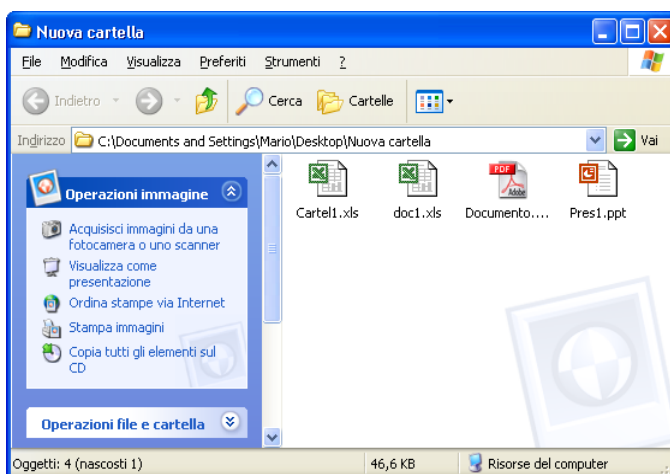 Nuova cartella
File Modifica Visualizza Preferiti Strumenti ?
Indietro Cerca Cartelle
Indirizzo C:\Documents and Settings\Mario\Desktop\Nuova cartella Vai
Operazioni immagine
Acquisisci immagini da una
fotocamera o uno scanner
Visualizza come
presentazione
Ordina stampe via Internet
Stampa immagini
Copia tutti gli elementi sul
CD
Operazioni file e cartella
PDF
Adobe
Cartel1.xls doc1.xls Documento.... Pres1.ppt
Oggetti: 4 (nascosti 1) 46,6 KB Risorse del computer